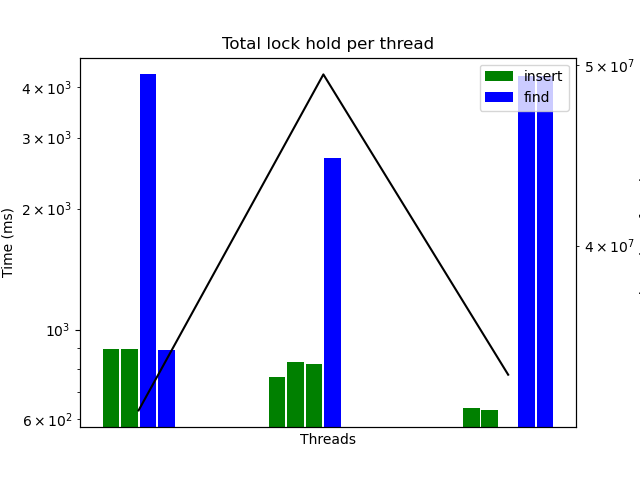 Total lock hold per thread
insert
find
Time (ms)
4 × 10³
3 × 10³
2 × 10³
10³
6 × 10²
5 × 10⁷
4 × 10⁷
Threads